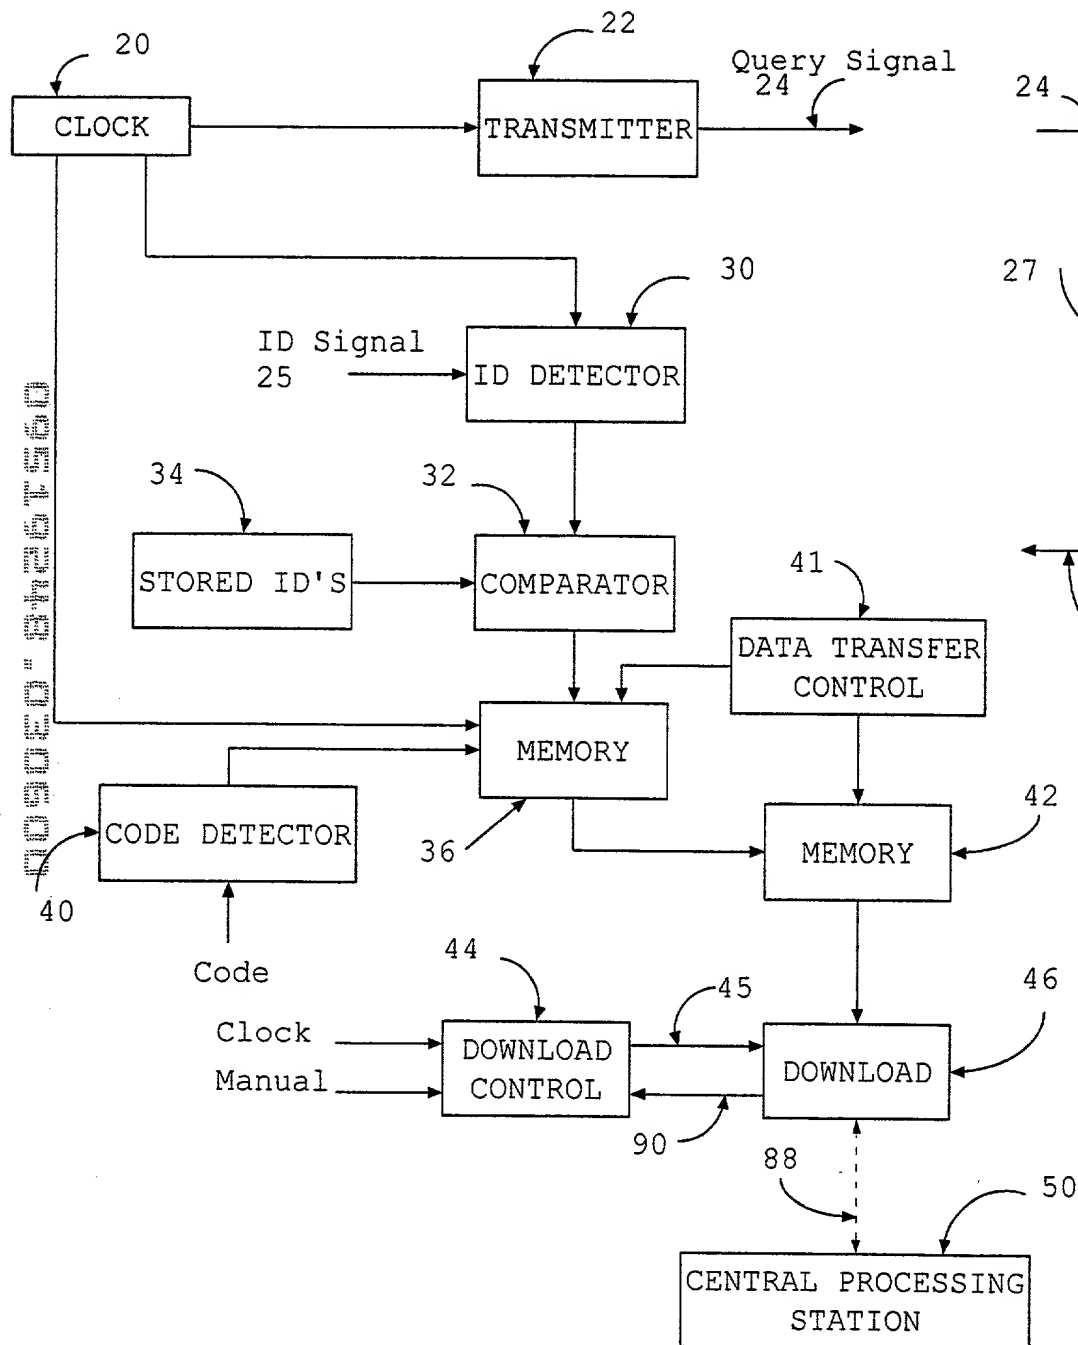 20
22
Query Signal
24
24
CLOCK
TRANSMITTER
30
27
ID Signal
25
ID DETECTOR
34
32
STORED ID'S
COMPARATOR
41
DATA TRANSFER
CONTROL
MEMORY
36
CODE DETECTOR
40
Code
42
MEMORY
44
45
46
Clock
Manual
DOWNLOAD
CONTROL
DOWNLOAD
90
88
50
CENTRAL PROCESSING
STATION